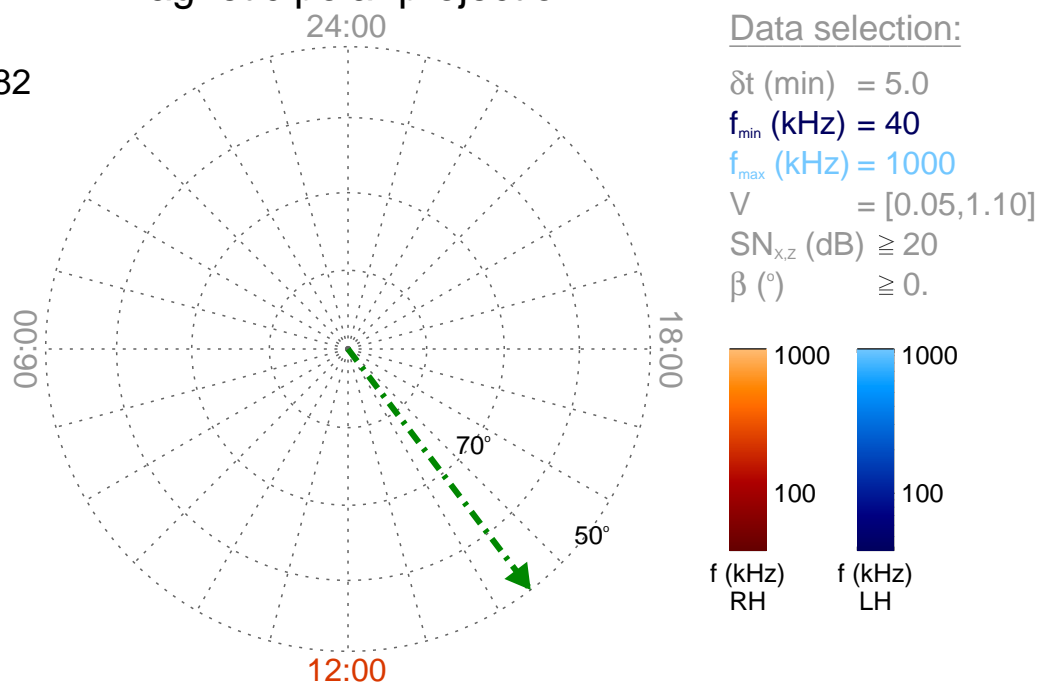 24:00
82
06:00
18:00
70°
50°
12:00
Data selection:
δt (min) = 5.0
fmin (kHz) = 40
fmax (kHz) = 1000
V = [0.05,1.10]
SNx,z (dB) ≧ 20
β (°) ≧ 0.
1000
1000
100
100
f (kHz)
RH
f (kHz)
LH